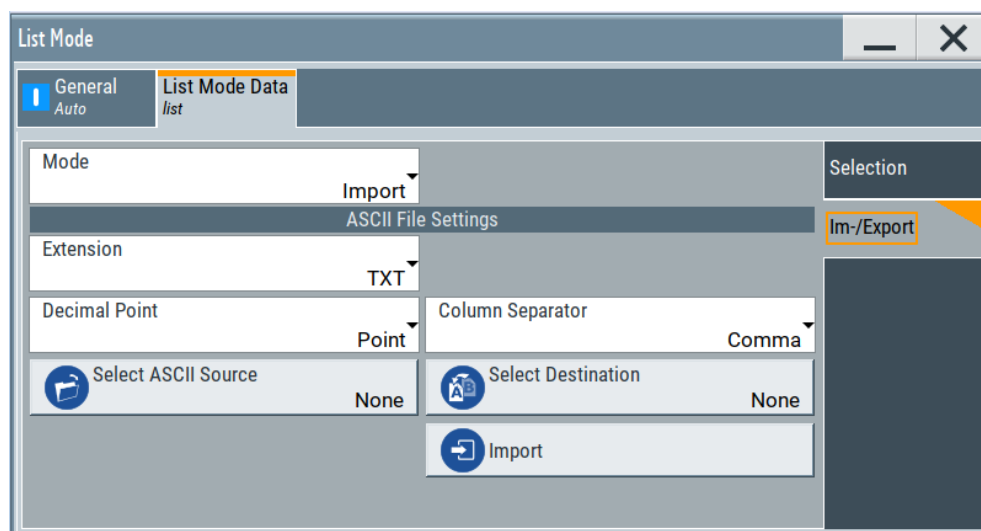 List Mode
General
Auto
List Mode Data
list
Mode
Import
ASCII File Settings
Extension
TXT
Decimal Point
Point
Column Separator
Comma
Select ASCII Source
None
Select Destination
None
Import
Selection
Im-/Export